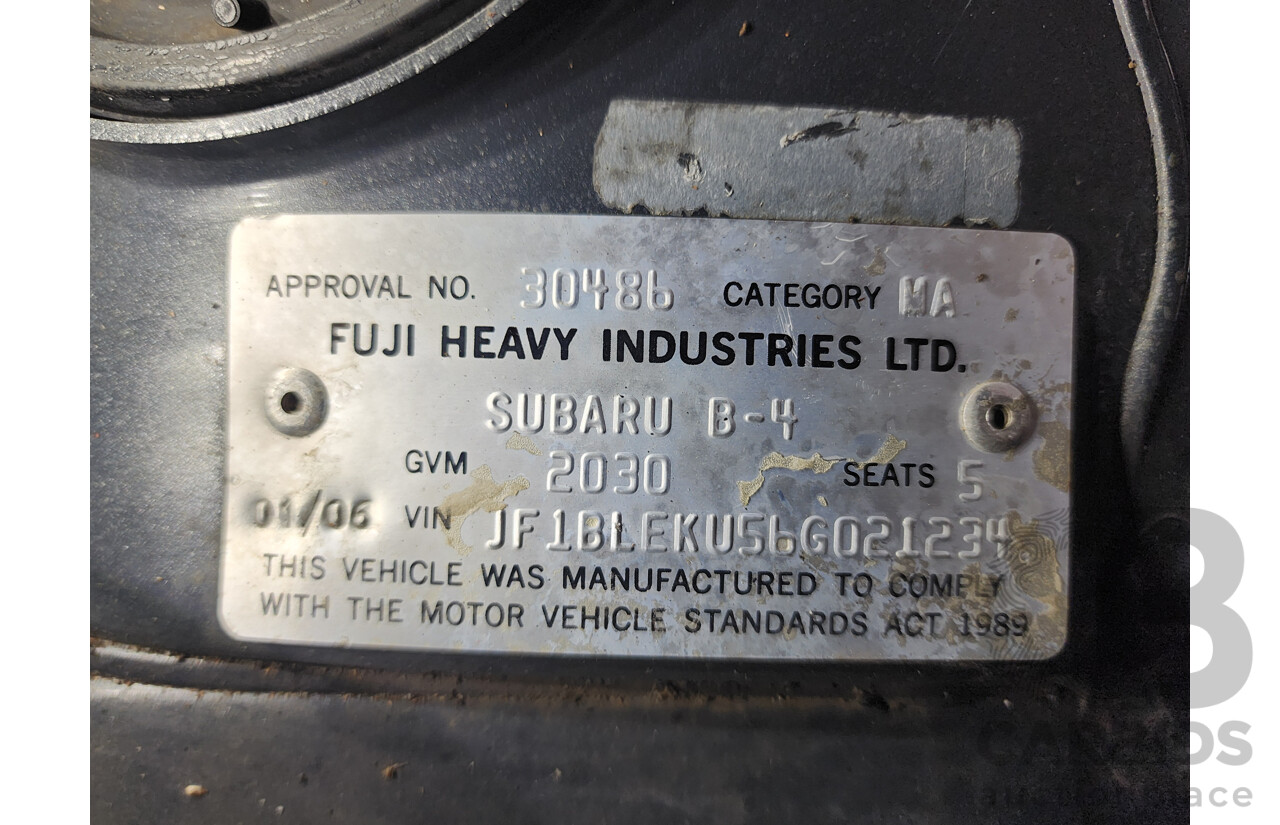 APPROVAL NO. 30486 CATEGORY MA
FUJI HEAVY INDUSTRIES LTD.
SUBARU B-4
GVM 2030 SEATS 5
01/06 VIN JF1BLEKU56G021234
THIS VEHICLE WAS MANUFACTURED TO COMPLY
WITH THE MOTOR VEHICLE STANDARDS ACT 1989